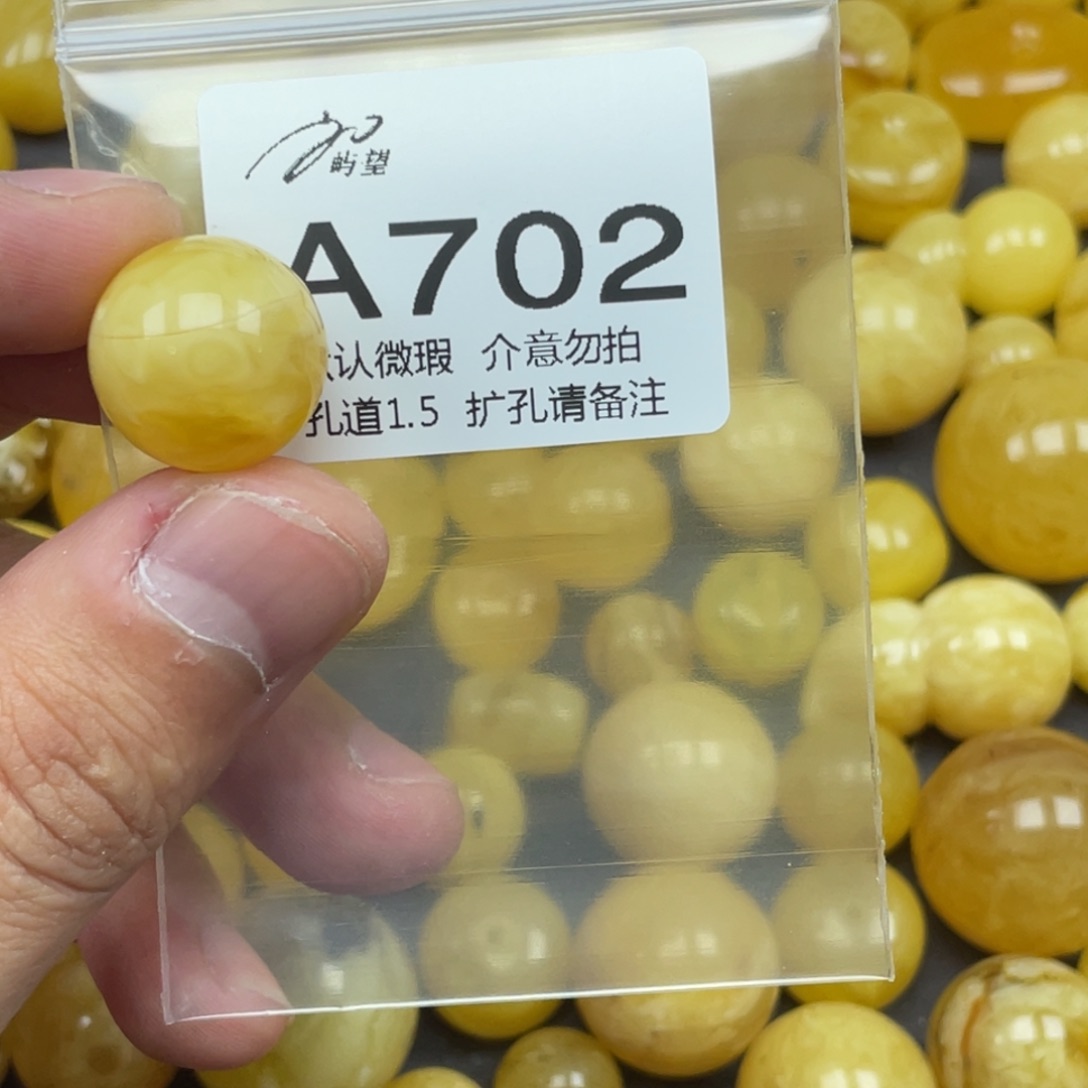 屿望
A702
认微瑕 介意勿拍
孔道1.5 扩孔请备注